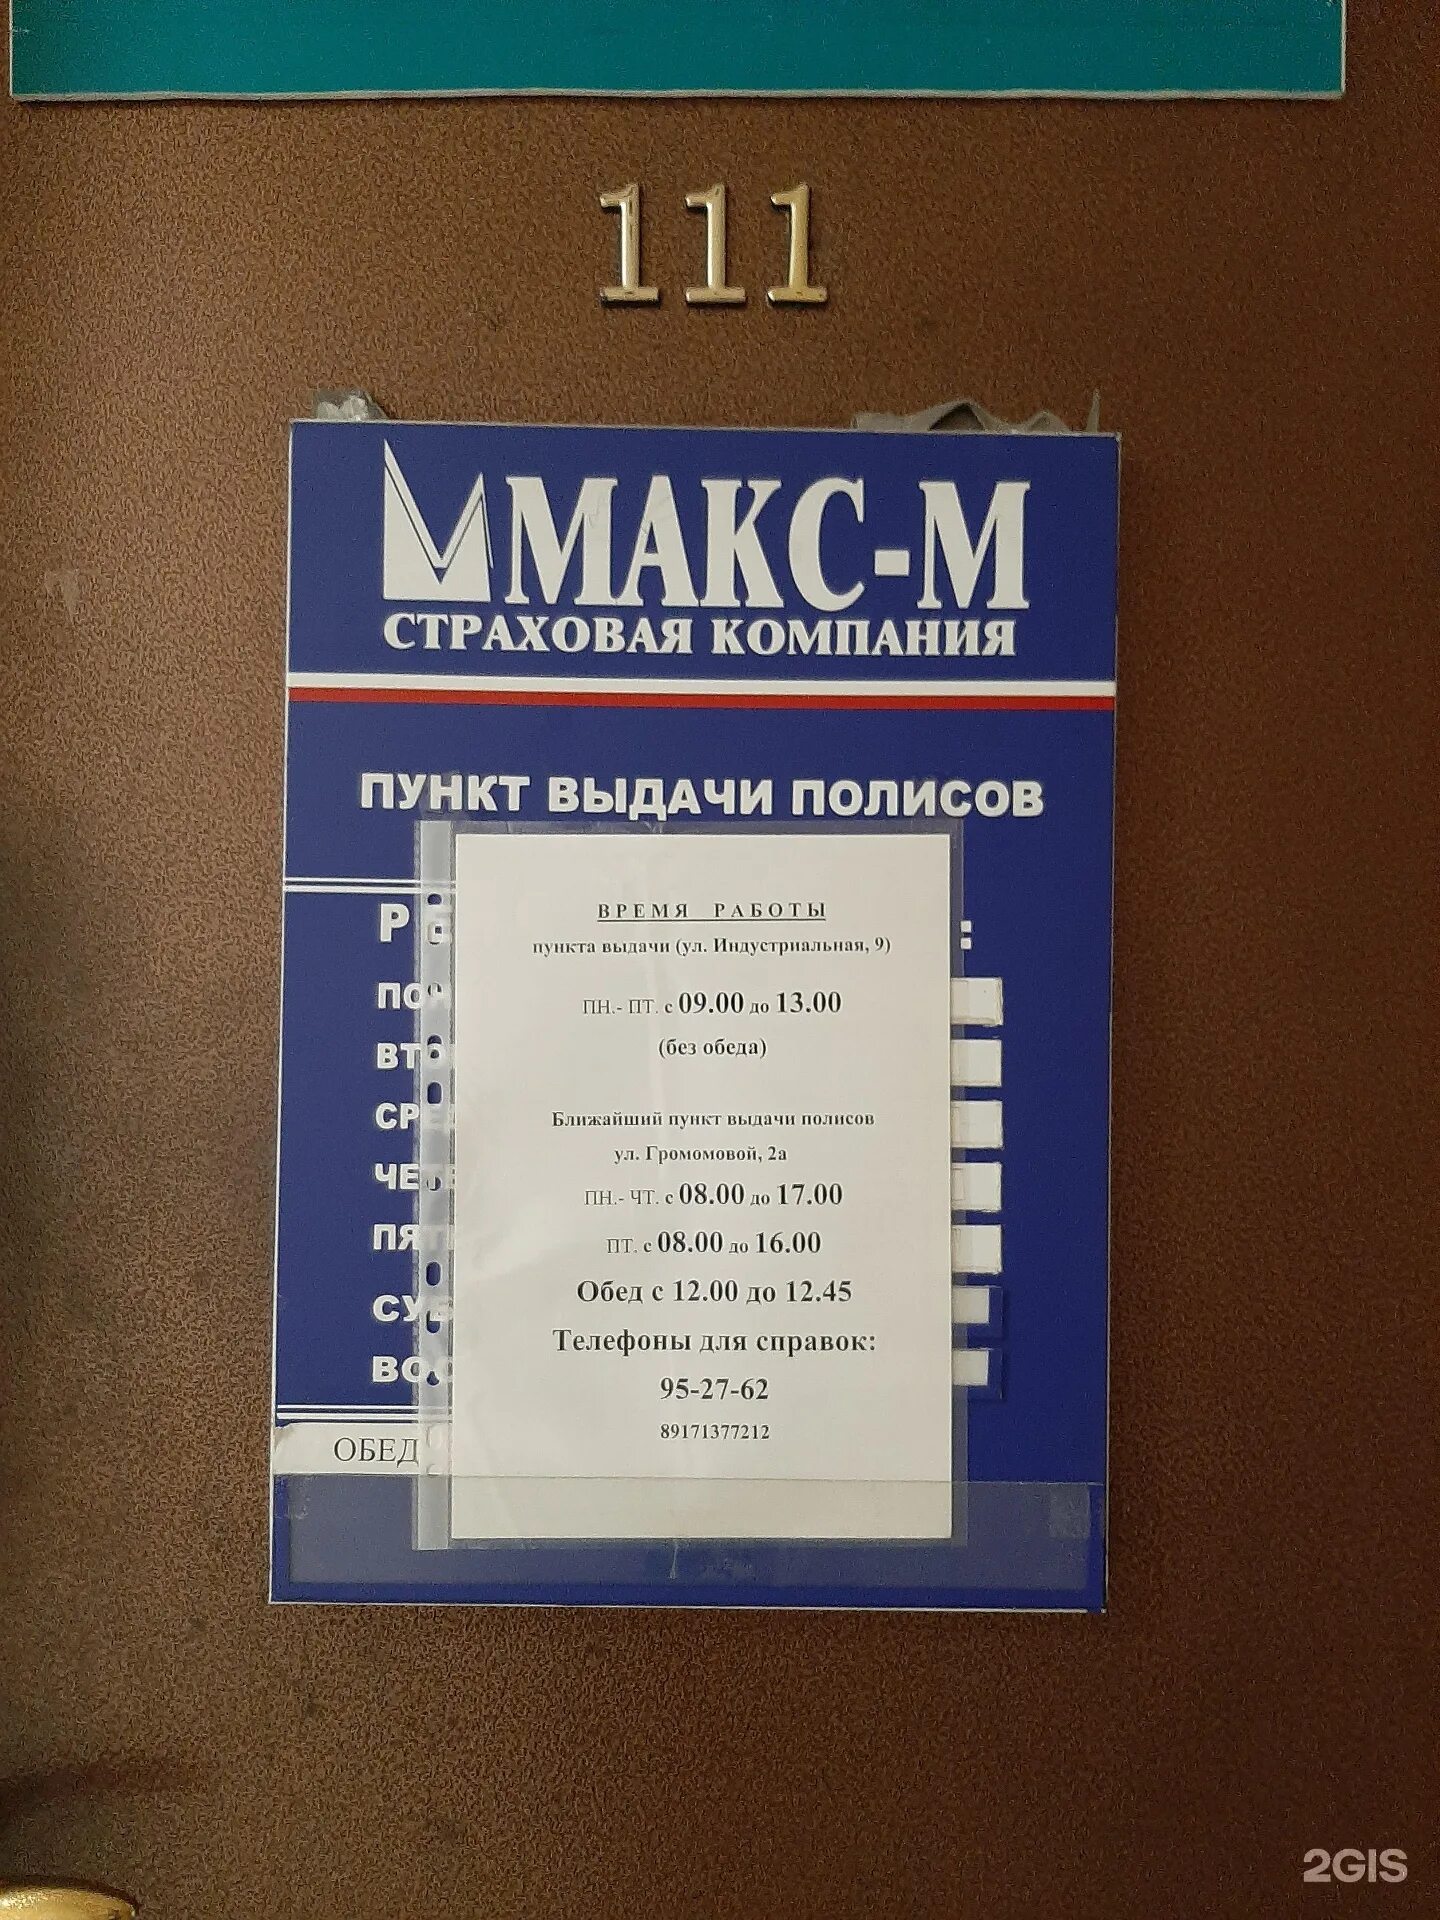 111
МАКС-М
СТРАХОВАЯ КОМПАНИЯ
ПУНКТ ВЫДАЧИ ПОЛИСОВ
ВРЕМЯ РАБОТЫ
пункта выдачи (ул. Индустриальная, 9)
ПН.- ПТ. с 09.00 до 13.00
(без обеда)
Ближайший пункт выдачи полисов
ул. Громомовой, 2а
ПН.- ЧТ. с 08.00 до 17.00
ПТ. с 08.00 до 16.00
Обед с 12.00 до 12.45
Телефоны для справок:
95-27-62
89171377212
ОБЕД
2GIS